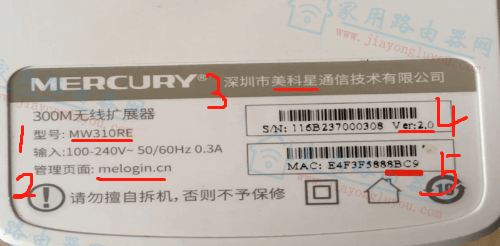 家用路由器网
www.jiayongluyou.com
MERCURY® 3 深圳市美科星通信技术有限公司
300M无线扩展器
1 型号: MW310RE
输入:100-240V~ 50/60Hz 0.3A
管理页面: melogin.cn
S/N: 116B237000308 Ver:2.0 4
MAC: E4F3F5888BC9 5
2 请勿擅自拆机,否则不予保修
10